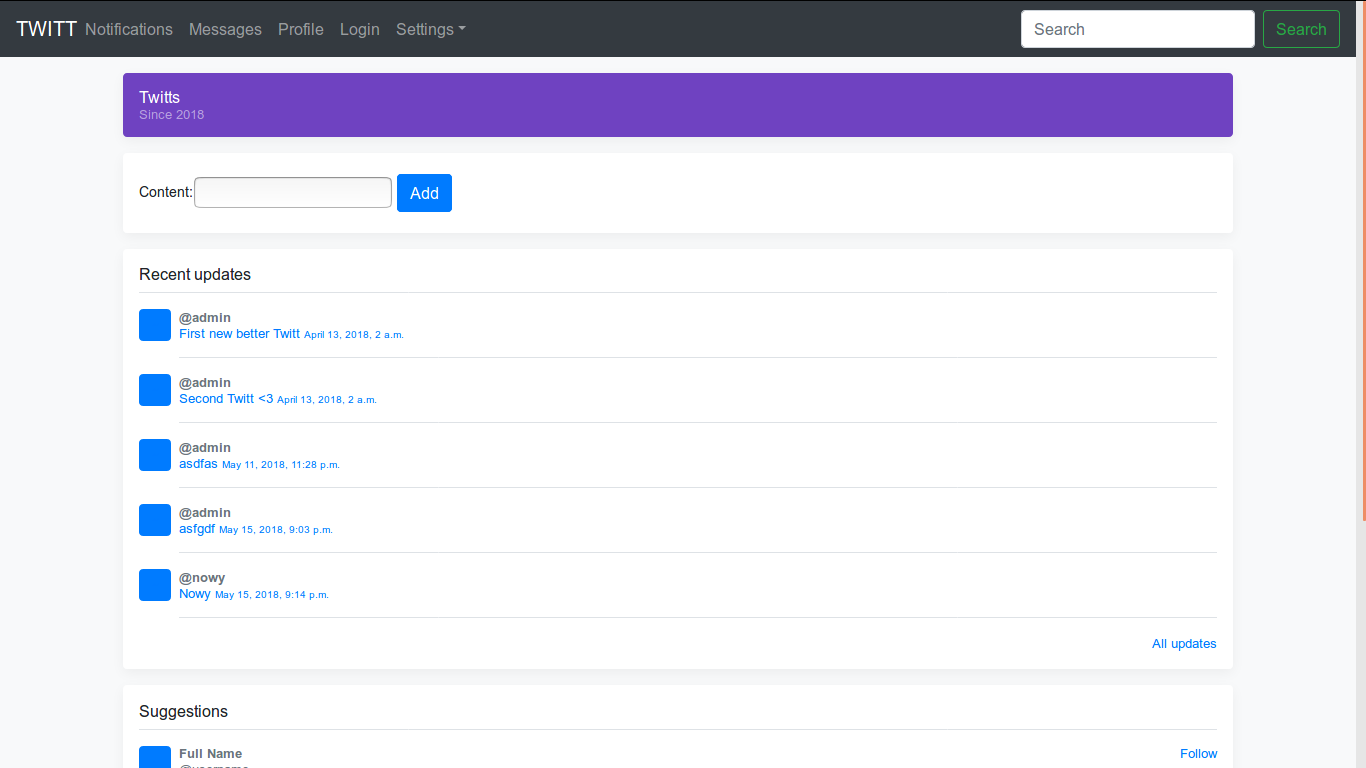 TWITT Notifications Messages Profile Login Settings Search Search
Twitts
Since 2018
Content: Add
Recent updates
@admin
First new better Twitt April 13, 2018, 2 a.m.
@admin
Second Twitt <3 April 13, 2018, 2 a.m.
@admin
asdfas May 11, 2018, 11:28 p.m.
@admin
asfgdf May 15, 2018, 9:03 p.m.
@nowy
Nowy May 15, 2018, 9:14 p.m.
All updates
Suggestions
Full Name Follow